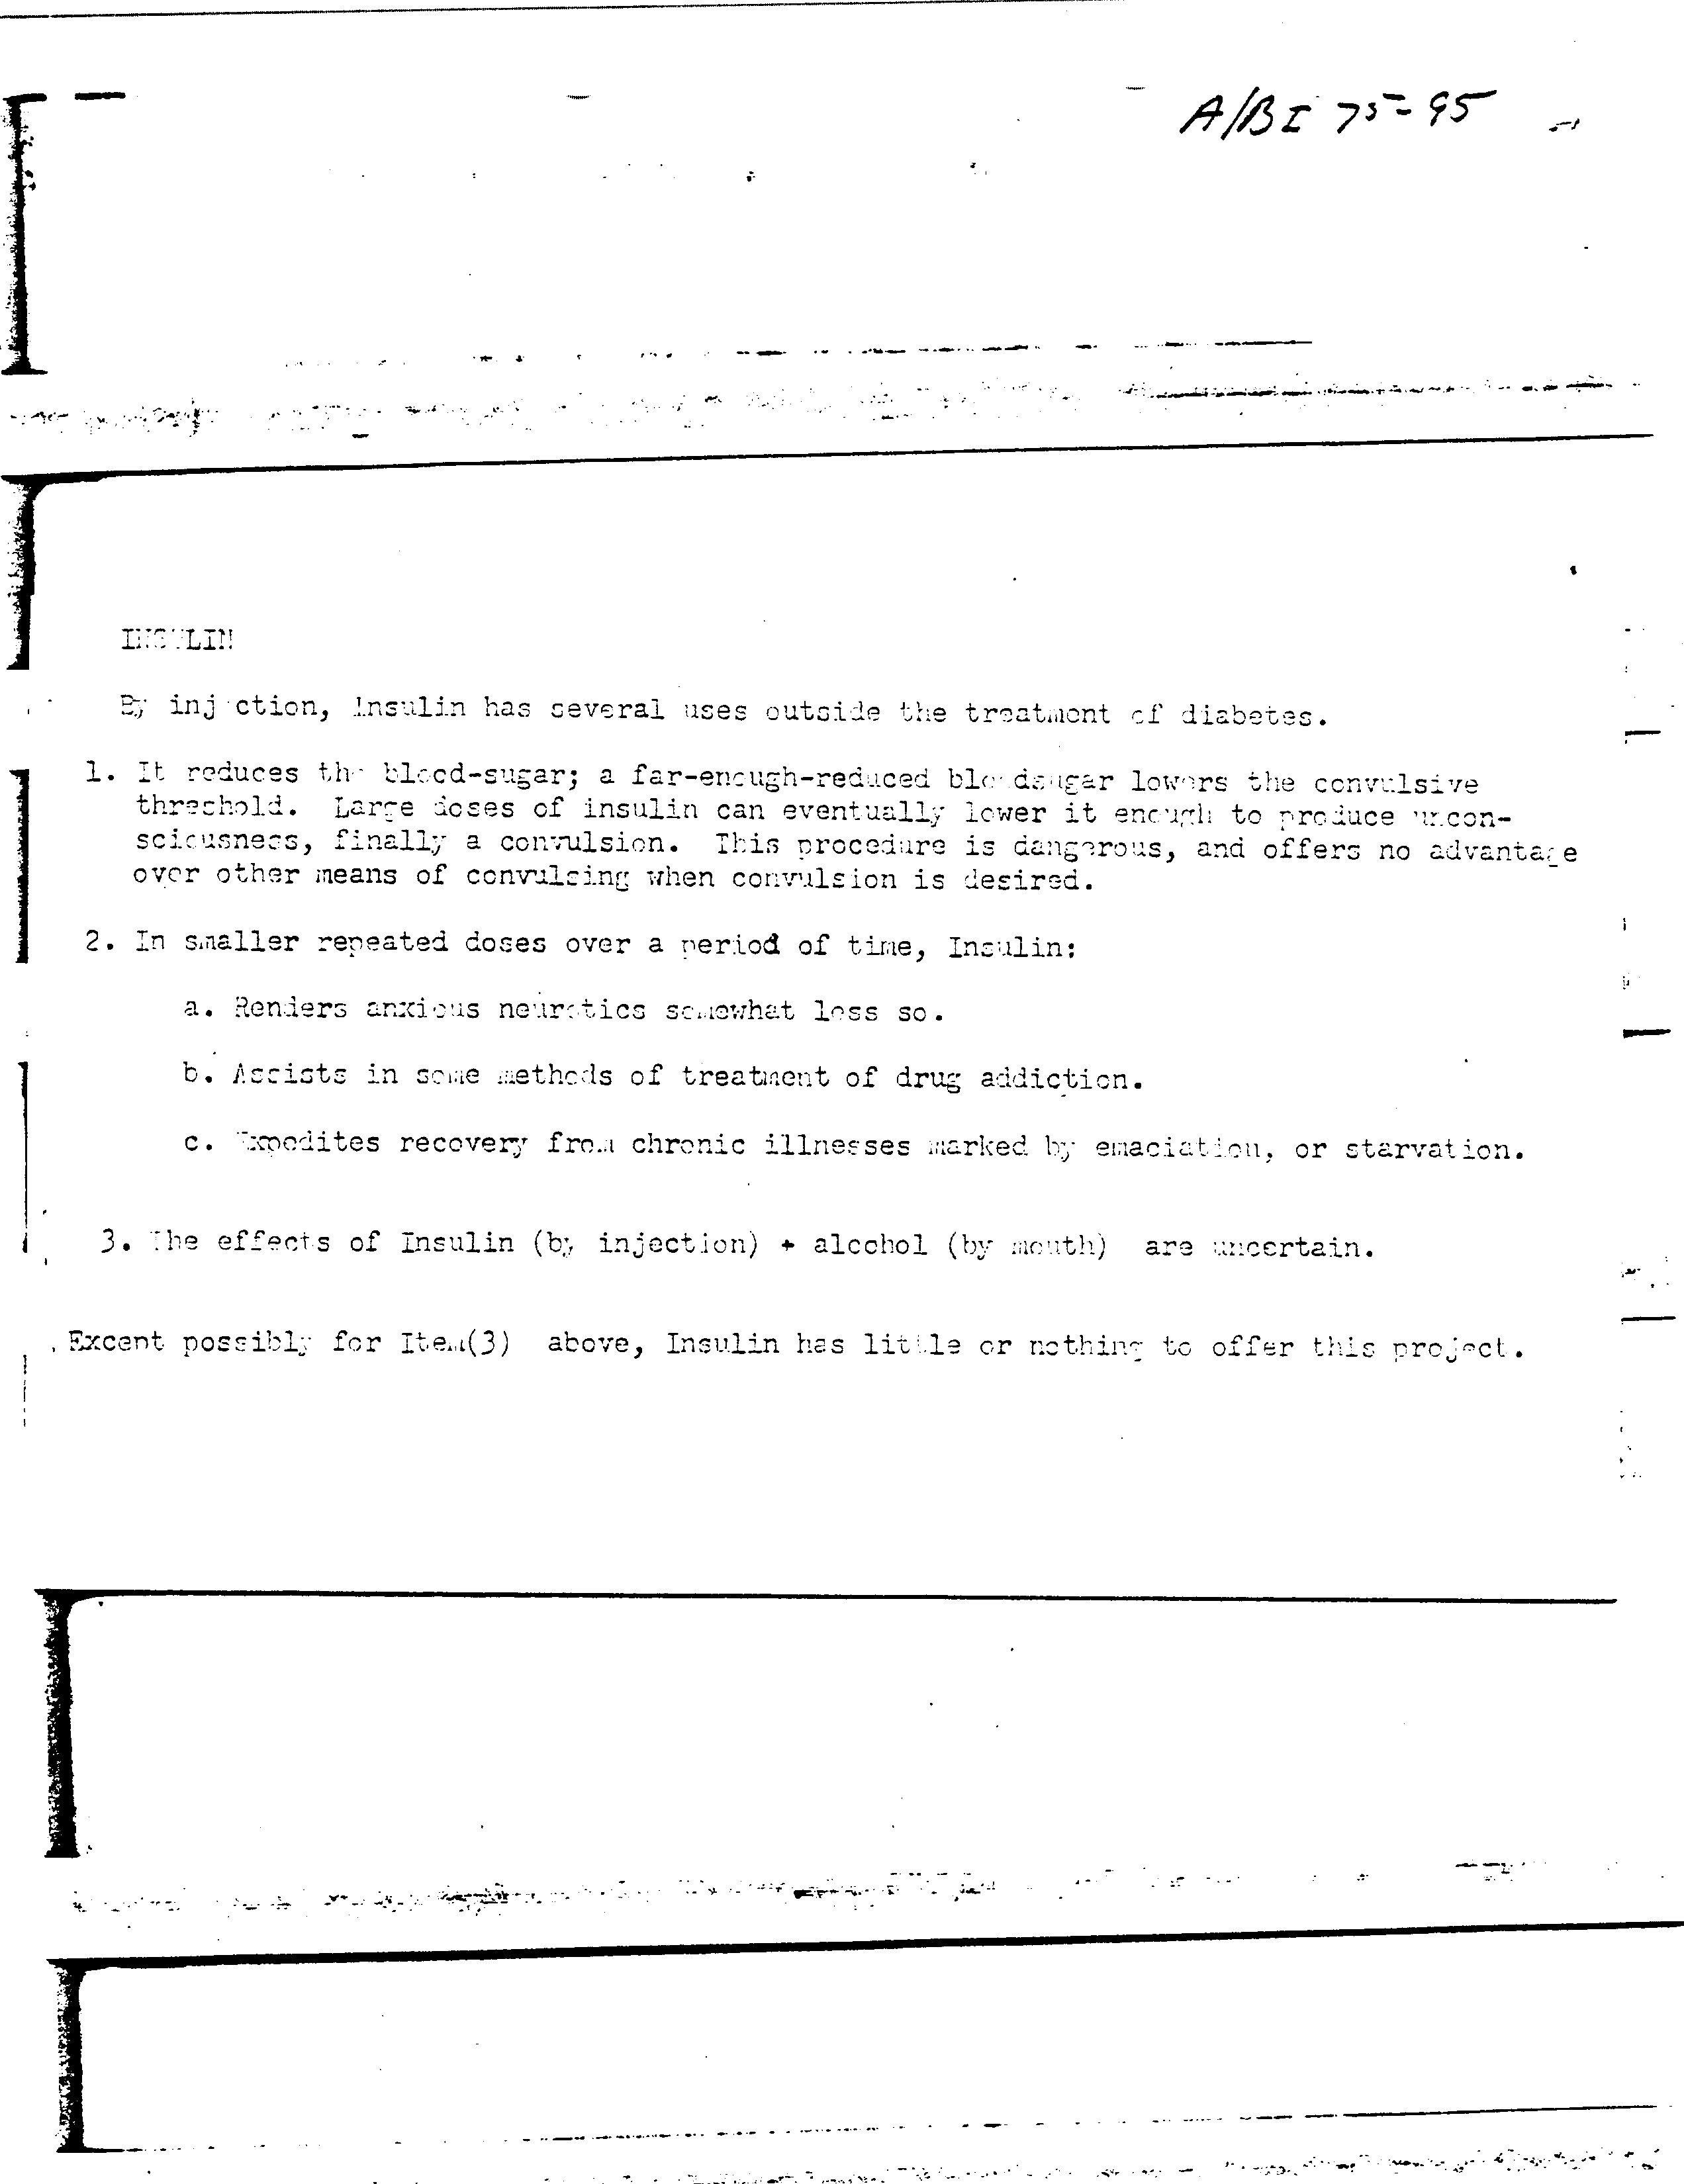 A/B I 75-95
INSULIN
By injection, Insulin has several uses outside the treatment of diabetes.
1. It reduces the blood-sugar; a far-enough-reduced bloodsugar lowers the convulsive
threshold. Large doses of insulin can eventually lower it enough to produce uncon-
sciousness, finally a convulsion. This procedure is dangerous, and offers no advantage
over other means of convulsing when convulsion is desired.
2. In smaller repeated doses over a period of time, Insulin:
a. Renders anxious neurotics somewhat less so.
b. Assists in some methods of treatment of drug addiction.
c. Expedites recovery from chronic illnesses marked by emaciation, or starvation.
3. The effects of Insulin (by injection) + alcohol (by mouth) are uncertain.
Except possibly for Item(3) above, Insulin has little or nothing to offer this project.